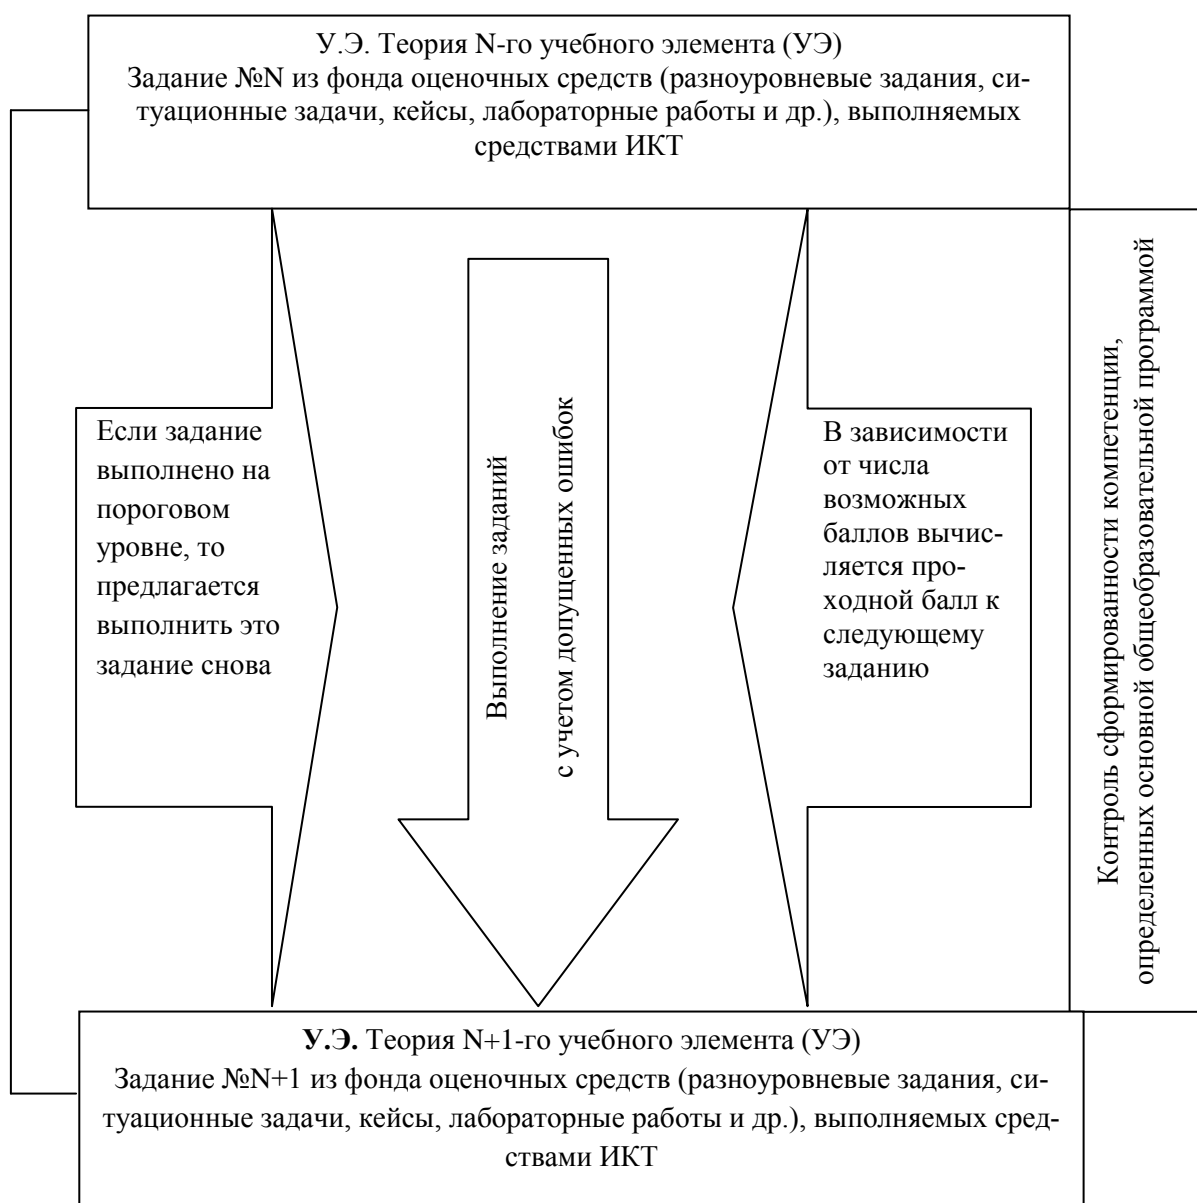 У.Э. Теория N-го учебного элемента (УЭ)
Задание №N из фонда оценочных средств (разноуровневые задания, си-
туационные задачи, кейсы, лабораторные работы и др.), выполняемых
средствами ИКТ
Если задание
выполнено на
пороговом
уровне, то
предлагается
выполнить это
задание снова
Выполнение заданий
с учетом допущенных ошибок
В зависимости
от числа
возможных
баллов вычис-
ляется про-
ходной балл к
следующему
заданию
Контроль сформированности компетенции,
определенных основной общеобразовательной программой
У.Э. Теория N+1-го учебного элемента (УЭ)
Задание №N+1 из фонда оценочных средств (разноуровневые задания, си-
туационные задачи, кейсы, лабораторные работы и др.), выполняемых сред-
ствами ИКТ